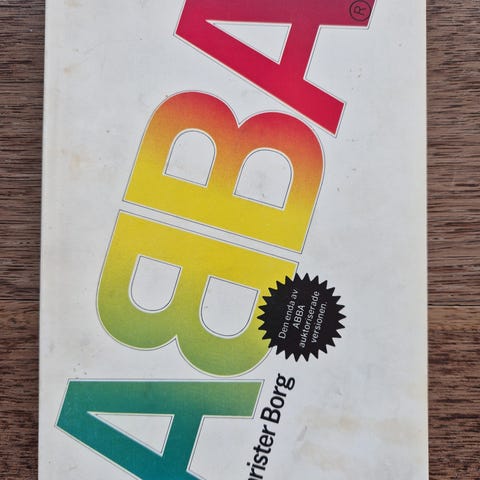 ABBA®
Den enda av
ABBA
auktoriserade
versionen.
rister Borg